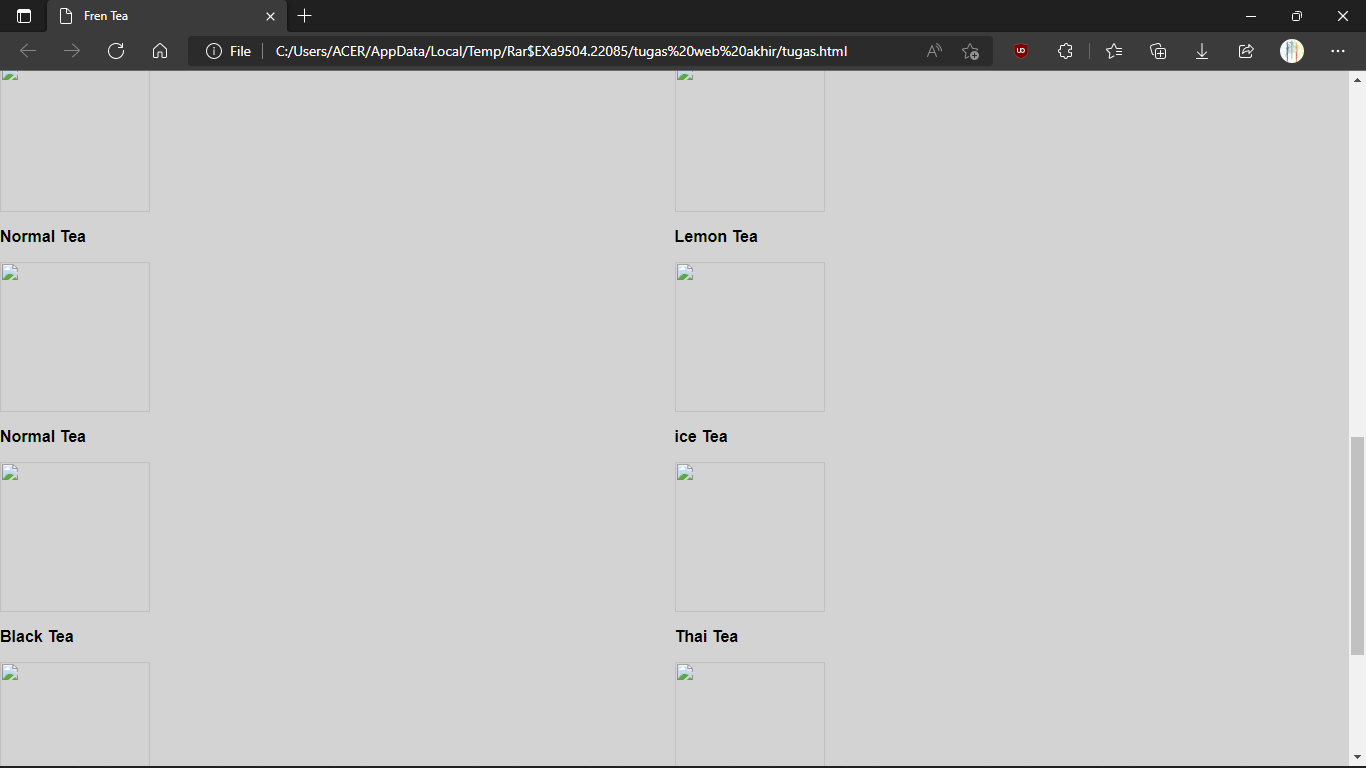 Fren Tea
File
C:/Users/ACER/AppData/Local/Temp/Rar$EXa9504.22085/tugas%20web%20akhir/tugas.html
Normal Tea
Lemon Tea
Normal Tea
ice Tea
Black Tea
Thai Tea